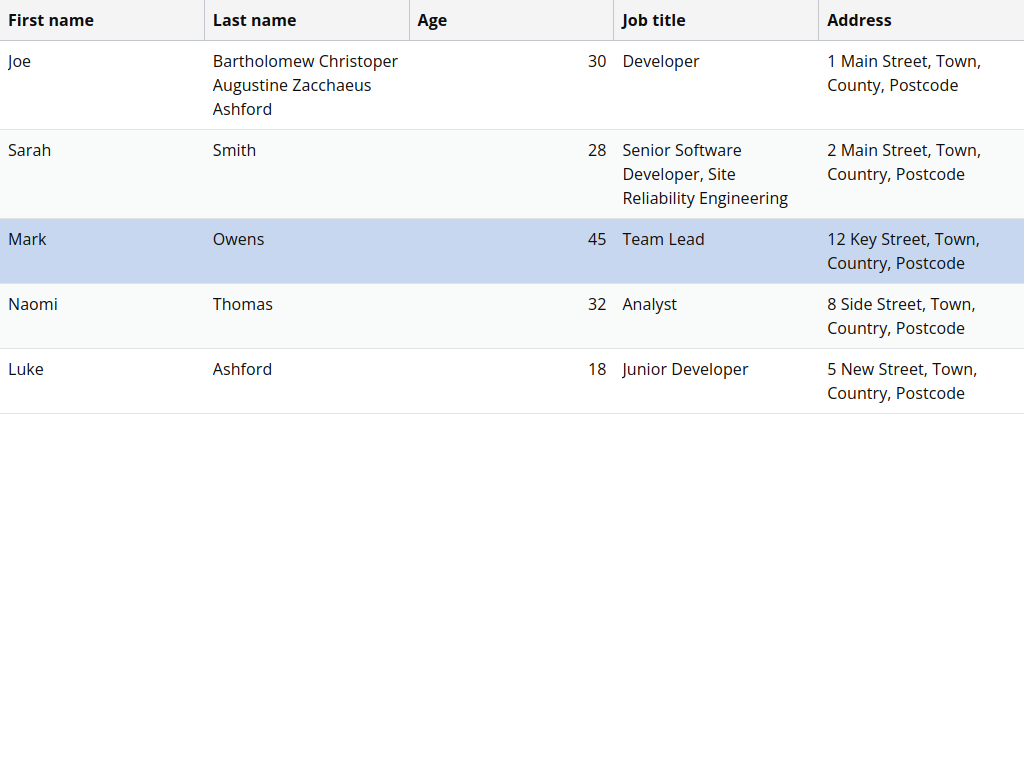 First name Last name Age Job title Address
Joe Bartholomew Christoper 30 Developer 1 Main Street, Town,
Augustine Zacchaeus County, Postcode
Ashford
Sarah Smith 28 Senior Software 2 Main Street, Town,
Developer, Site Country, Postcode
Reliability Engineering
Mark Owens 45 Team Lead 12 Key Street, Town,
Country, Postcode
Naomi Thomas 32 Analyst 8 Side Street, Town,
Country, Postcode
Luke Ashford 18 Junior Developer 5 New Street, Town,
Country, Postcode